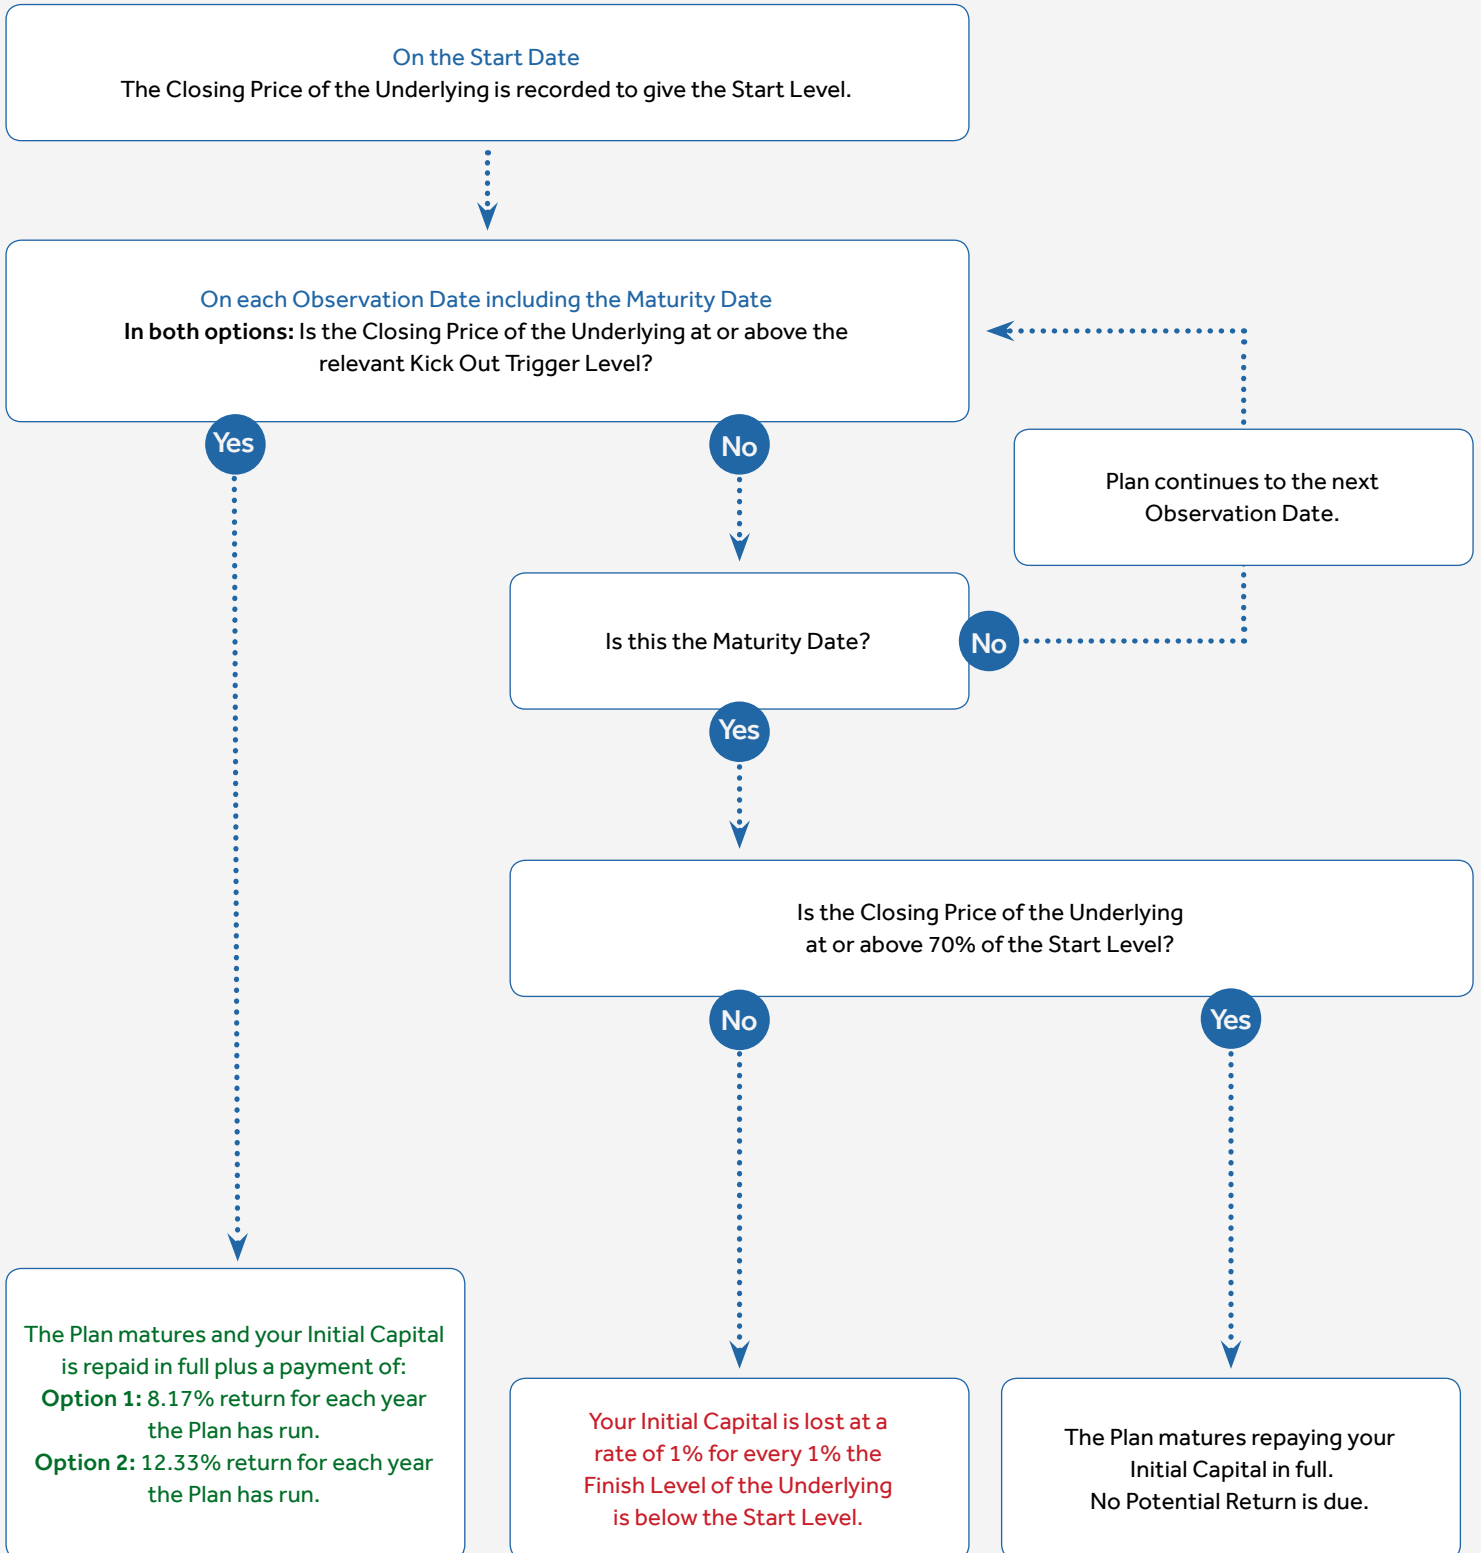 On the Start Date
The Closing Price of the Underlying is recorded to give the Start Level.
On each Observation Date including the Maturity Date
In both options: Is the Closing Price of the Underlying at or above the
relevant Kick Out Trigger Level?
Yes
No
Plan continues to the next
Observation Date.
Is this the Maturity Date?
No
Yes
Is the Closing Price of the Underlying
at or above 70% of the Start Level?
No
Yes
The Plan matures and your Initial Capital
is repaid in full plus a payment of:
Option 1: 8.17% return for each year
the Plan has run.
Option 2: 12.33% return for each year
the Plan has run.
Your Initial Capital is lost at a
rate of 1% for every 1% the
Finish Level of the Underlying
is below the Start Level.
The Plan matures repaying your
Initial Capital in full.
No Potential Return is due.